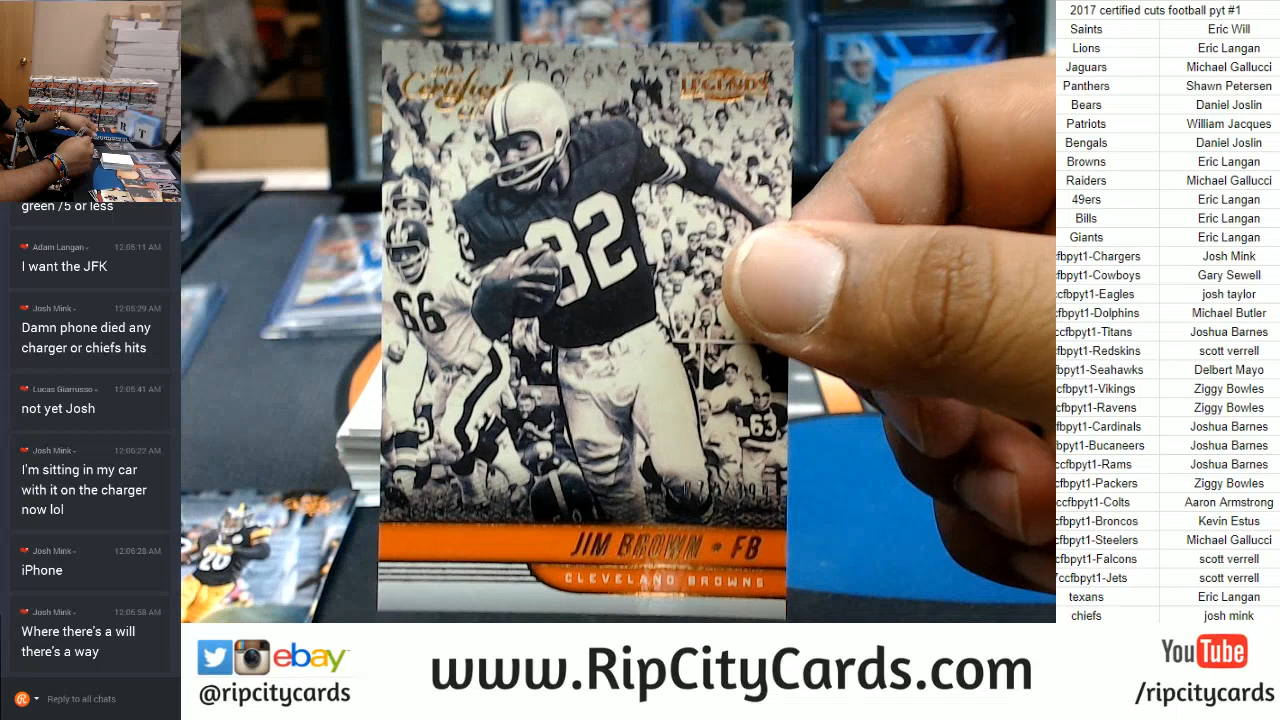 green /5 or less
Adam Langan
12:05:11 AM
I want the JFK
Josh Mink
12:05:29 AM
Damn phone died any
charger or chiefs hits
Lucas Giarrusso
12:05:41 AM
not yet Josh
Josh Mink
12:06:22 AM
I'm sitting in my car
with it on the charger
now lol
Josh Mink
12:06:28 AM
iPhone
Josh Mink
12:06:58 AM
Where there's a will
there's a way
Reply to all chats
Certified
LEGENDS
82
66
63
JIM BROWN • FB
CLEVELAND BROWNS
26
2017 certified cuts football pyt #1
Saints Eric Will
Lions Eric Langan
Jaguars Michael Gallucci
Panthers Shawn Petersen
Bears Daniel Joslin
Patriots William Jacques
Bengals Daniel Joslin
Browns Eric Langan
Raiders Michael Gallucci
49ers Eric Langan
Bills Eric Langan
Giants Eric Langan
cfbpyt1-Chargers Josh Mink
cfbpyt1-Cowboys Gary Sewell
ccfbpyt1-Eagles josh taylor
cfbpyt1-Dolphins Michael Butler
ccfbpyt1-Titans Joshua Barnes
cfbpyt1-Redskins scott verrell
fbpyt1-Seahawks Delbert Mayo
cfbpyt1-Vikings Ziggy Bowles
cfbpyt1-Ravens Ziggy Bowles
fbpyt1-Cardinals Joshua Barnes
bpyt1-Bucaneers Joshua Barnes
ccfbpyt1-Rams Joshua Barnes
cfbpyt1-Packers Ziggy Bowles
ccfbpyt1-Colts Aaron Armstrong
cfbpyt1-Broncos Kevin Estus
cfbpyt1-Steelers Michael Gallucci
cfbpyt1-Falcons scott verrell
7ccfbpyt1-Jets scott verrell
texans Eric Langan
chiefs josh mink
ebay
@ripcitycards
www.RipCityCards.com
YouTube
/ripcitycards